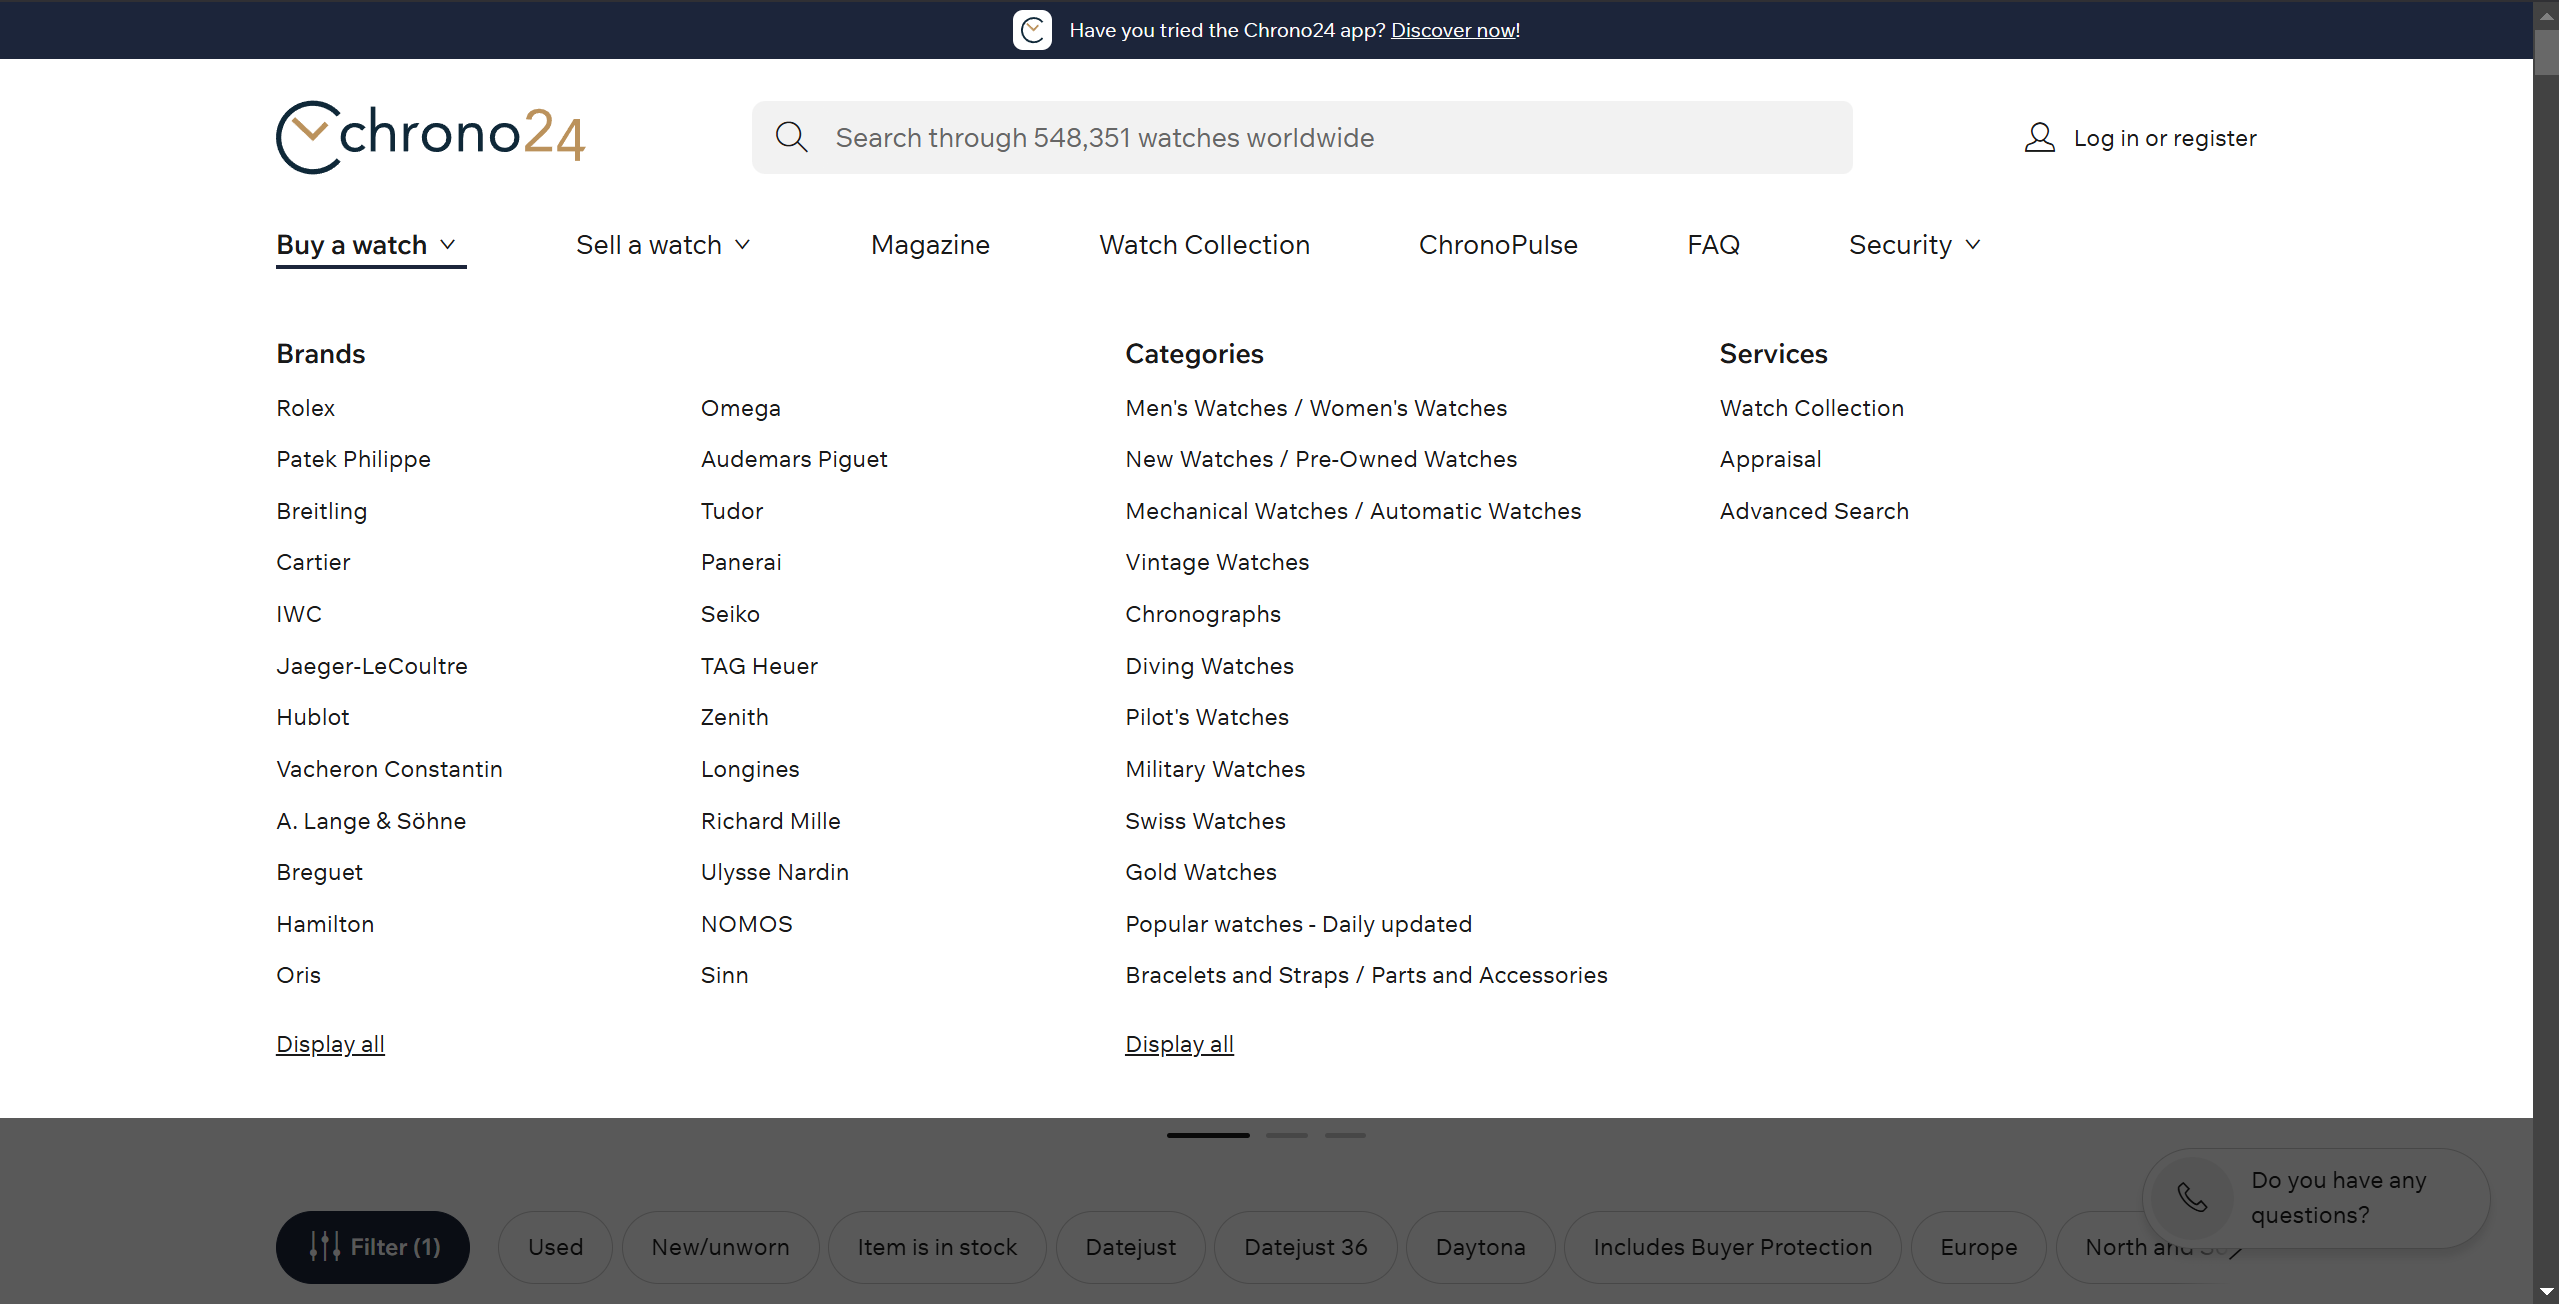 Have you tried the Chrono24 app? Discover now!
chrono24
Search through 548,351 watches worldwide
Log in or register
Buy a watch
Sell a watch
Magazine
Watch Collection
ChronoPulse
FAQ
Security
Brands
Rolex
Patek Philippe
Breitling
Cartier
IWC
Jaeger-LeCoultre
Hublot
Vacheron Constantin
A. Lange & Söhne
Breguet
Hamilton
Oris
Display all
Omega
Audemars Piguet
Tudor
Panerai
Seiko
TAG Heuer
Zenith
Longines
Richard Mille
Ulysse Nardin
NOMOS
Sinn
Categories
Men's Watches / Women's Watches
New Watches / Pre-Owned Watches
Mechanical Watches / Automatic Watches
Vintage Watches
Chronographs
Diving Watches
Pilot's Watches
Military Watches
Swiss Watches
Gold Watches
Popular watches - Daily updated
Bracelets and Straps / Parts and Accessories
Display all
Services
Watch Collection
Appraisal
Advanced Search
Do you have any
questions?
Filter (1)
Used
New/unworn
Item is in stock
Datejust
Datejust 36
Daytona
Includes Buyer Protection
Europe
North and